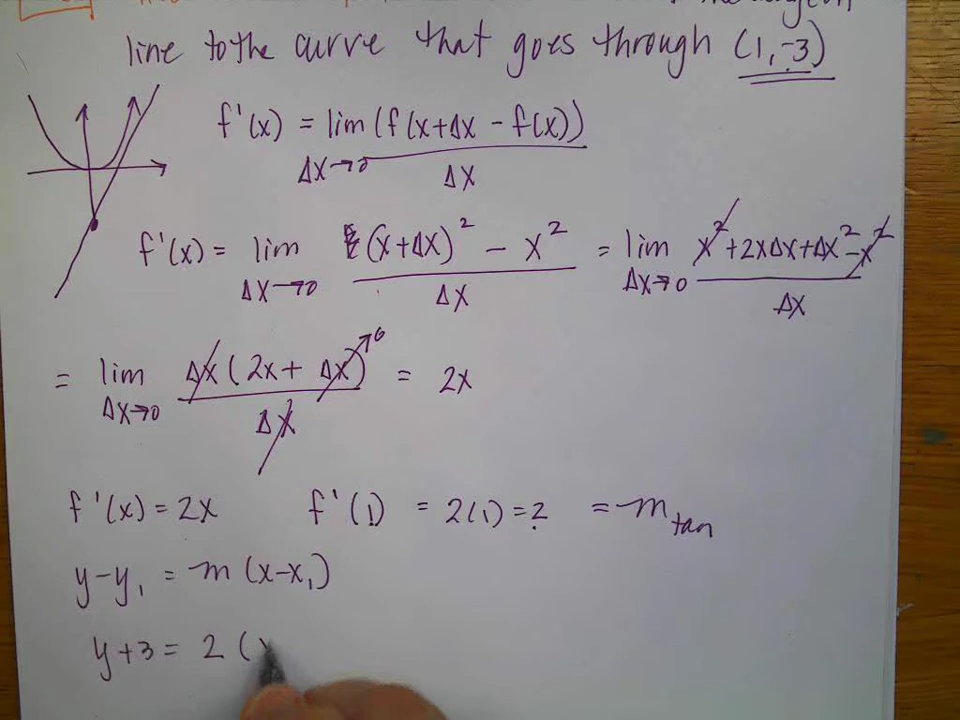 line to the curve that goes through (1, -3)
f'(x) = lim (f(x+Δx - f(x))
Δx→0 Δx
f'(x) = lim (x+Δx)² - x² = lim x²+2xΔx+Δx²-x²
Δx→0 Δx Δx→0 Δx
= lim Δx(2x+ Δx)→0 = 2x
Δx→0 Δx
f'(x) = 2x f'(1) = 2(1) = 2 = m tan
y-y₁ = m (x-x₁)
y+3 = 2 (x